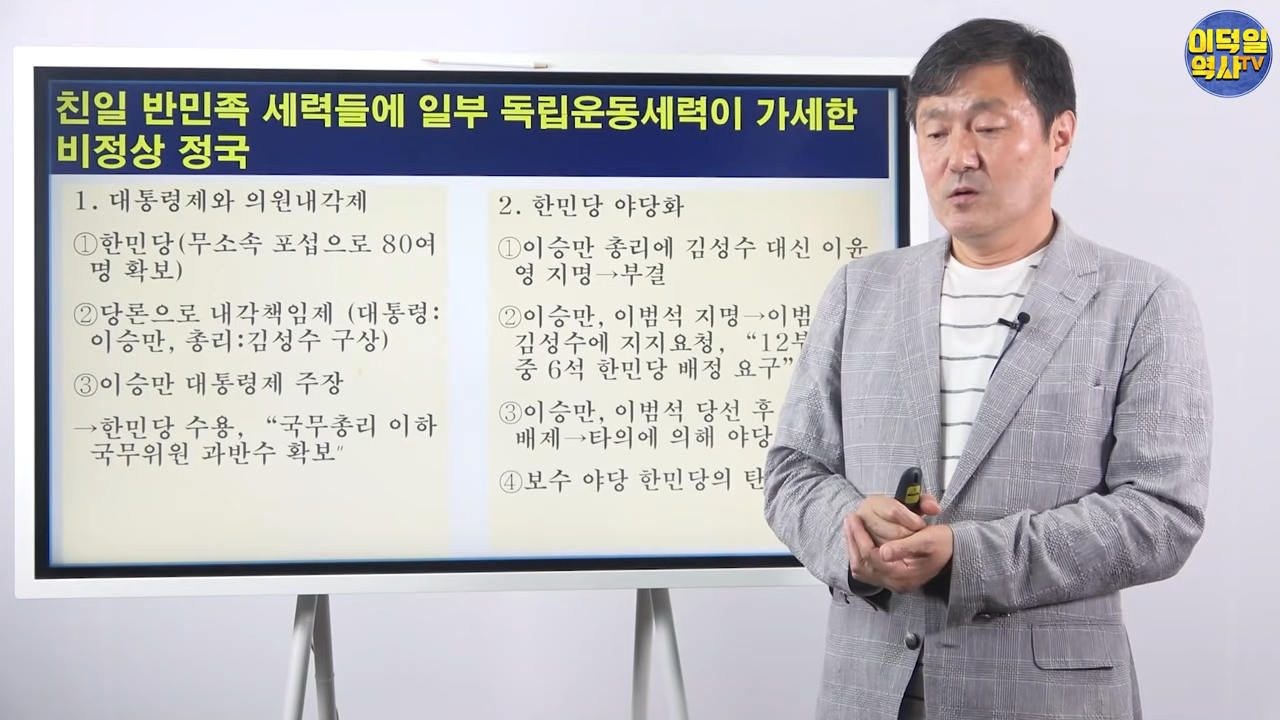 이덕일
역사TV
친일 반민족 세력들에 일부 독립운동세력이 가세한
비정상 정국
1. 대통령제와 의원내각제
①한민당(무소속 포섭으로 80여
명 확보)
②당론으로 내각책임제 (대통령:
이승만, 총리:김성수 구상)
③이승만 대통령제 주장
→한민당 수용, “국무총리 이하
국무위원 과반수 확보"
2. 한민당 야당화
①이승만 총리에 김성수 대신 이윤
영 지명→부결
②이승만, 이범석 지명→이범
김성수에 지지요청, “12부
중 6석 한민당 배정 요구”
③이승만, 이범석 당선 후
배제→타의에 의해 야당
④보수 야당 한민당의 탄